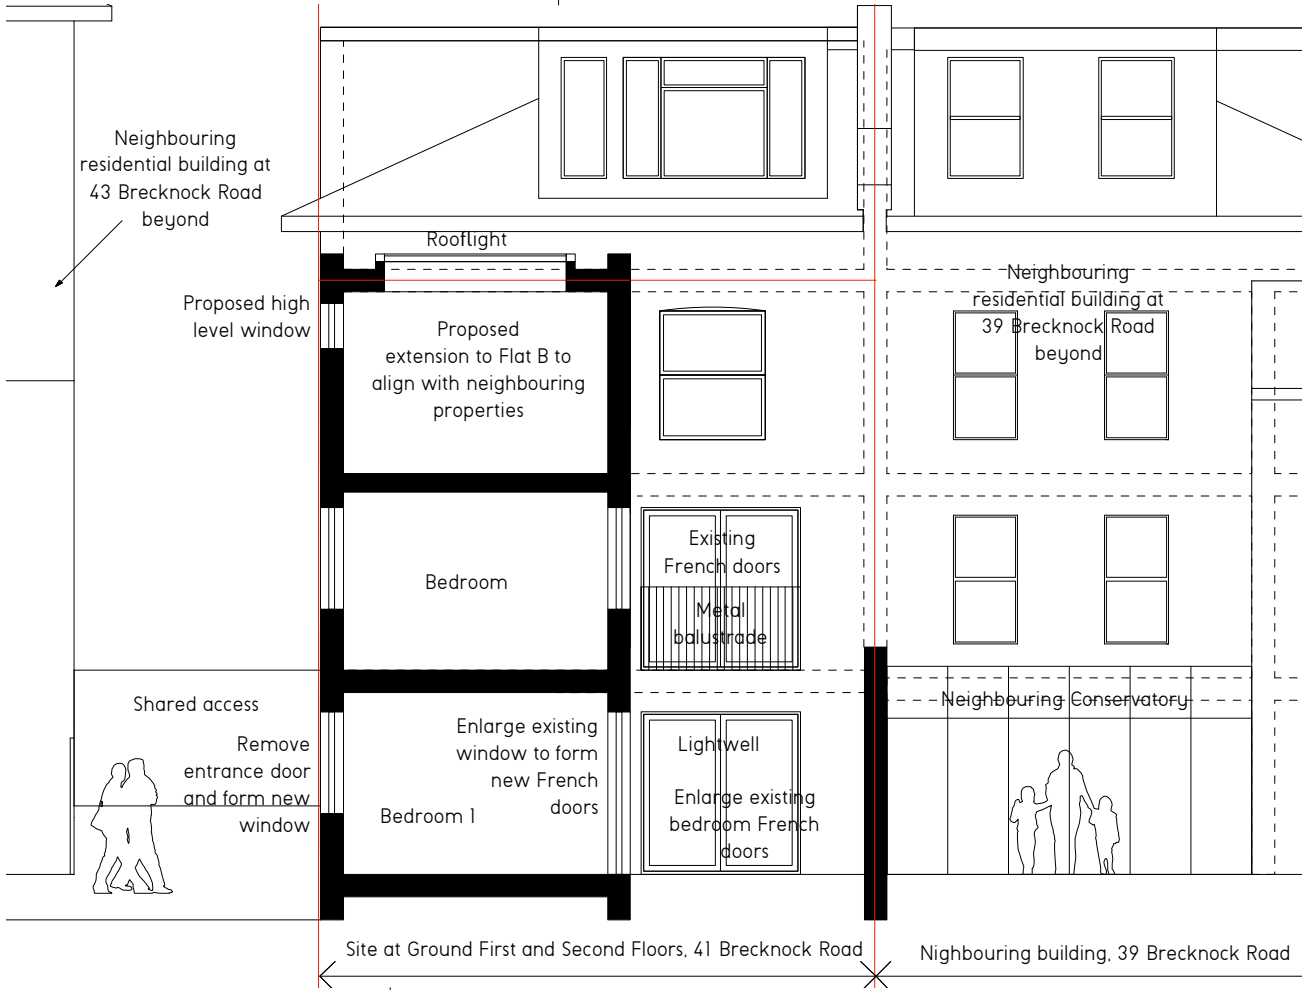 Neighbouring
residential building at
43 Brecknock Road
beyond
Rooflight
Proposed high
level window
Proposed
extension to Flat B to
align with neighbouring
properties
Neighbouring
residential building at
39 Brecknock Road
beyond
Bedroom
Existing
French doors
Metal
balustrade
Shared access
Remove
entrance door
and form new
window
Enlarge existing
window to form
new French
doors
Bedroom 1
Lightwell
Enlarge existing
bedroom French
doors
Neighbouring Conservatory
Site at Ground First and Second Floors, 41 Brecknock Road
Nighbouring building, 39 Brecknock Road